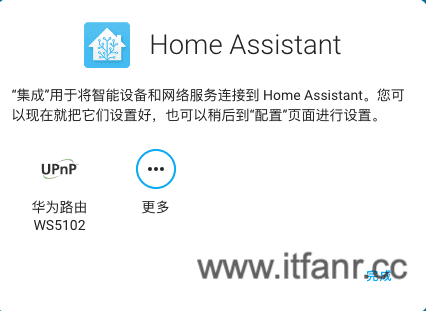 Home Assistant
“集成”用于将智能设备和网络服务连接到 Home Assistant。您可
以现在就把它们设置好，也可以稍后到“配置”页面进行设置。
UPnP
华为路由
WS5102
更多
www.itfanr.cc
完成